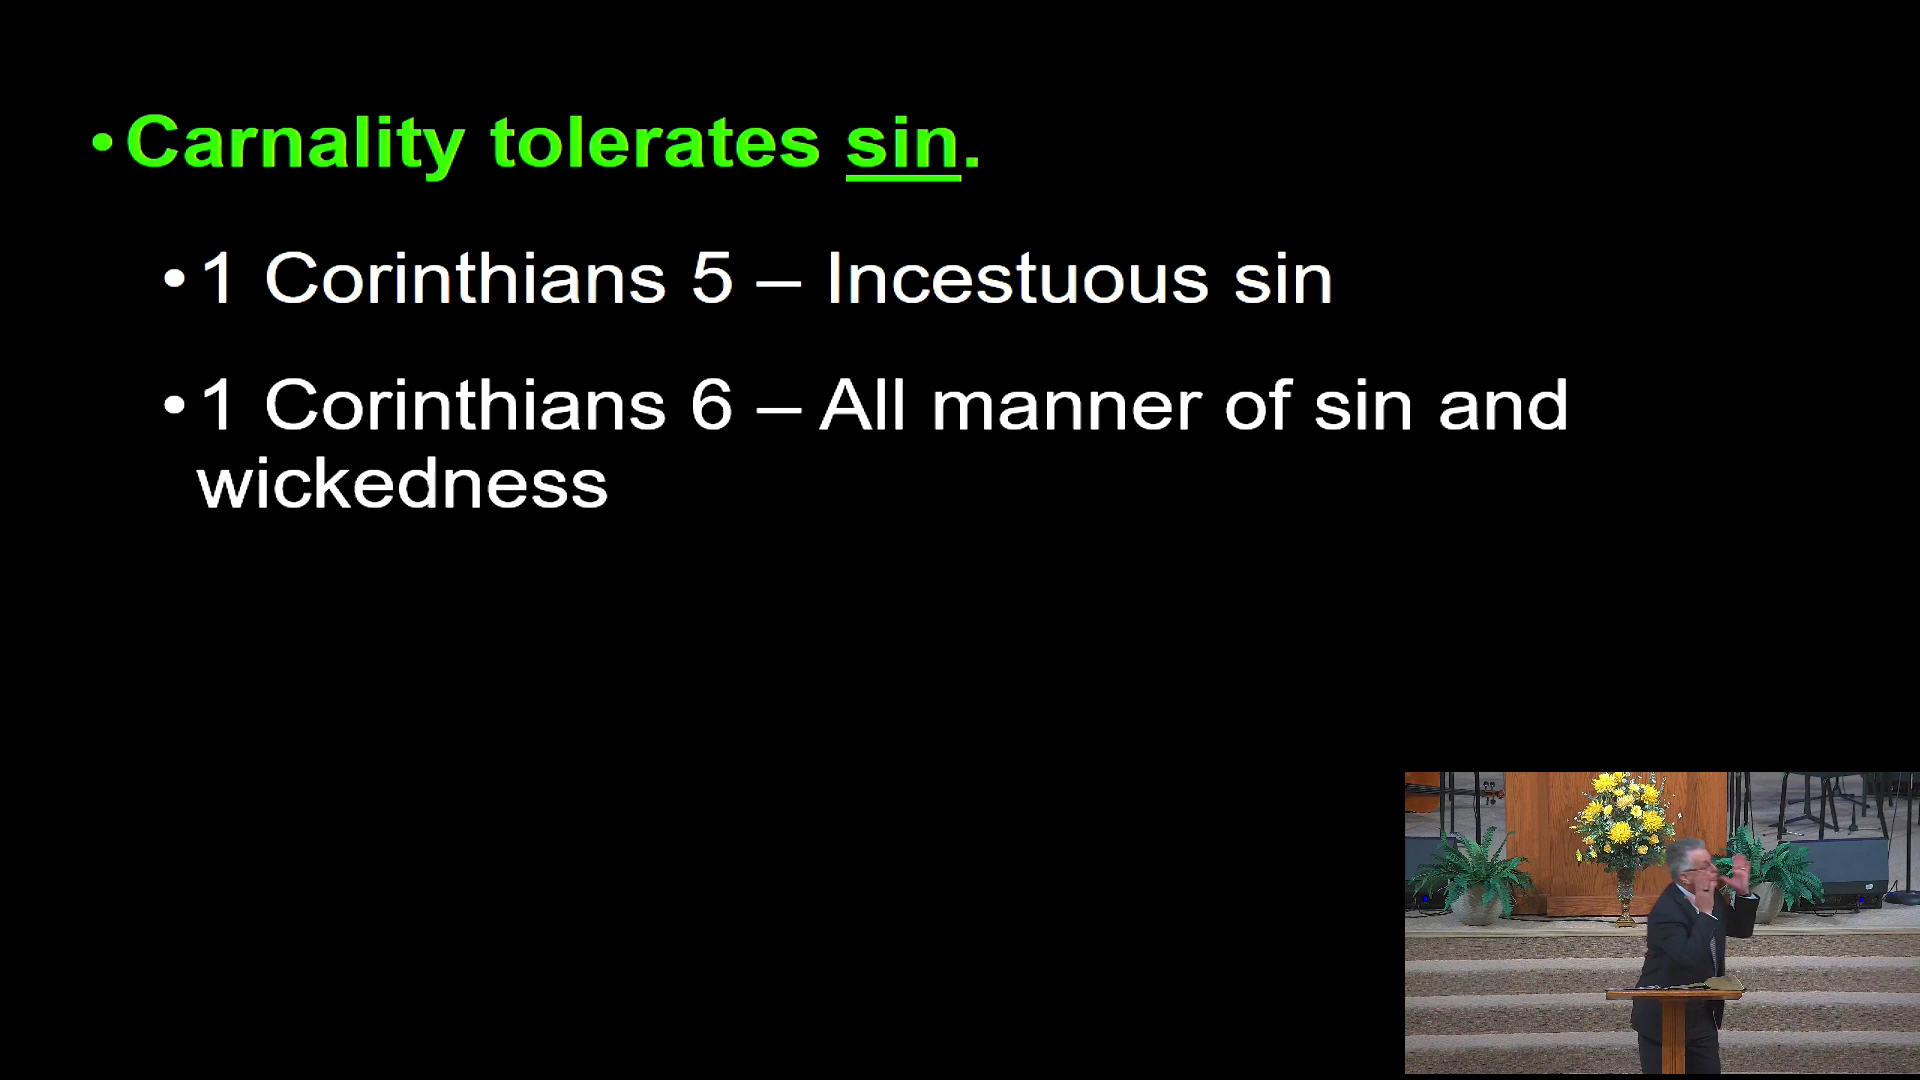 •Carnality tolerates sin.
•1 Corinthians 5 – Incestuous sin
•1 Corinthians 6 – All manner of sin and
wickedness